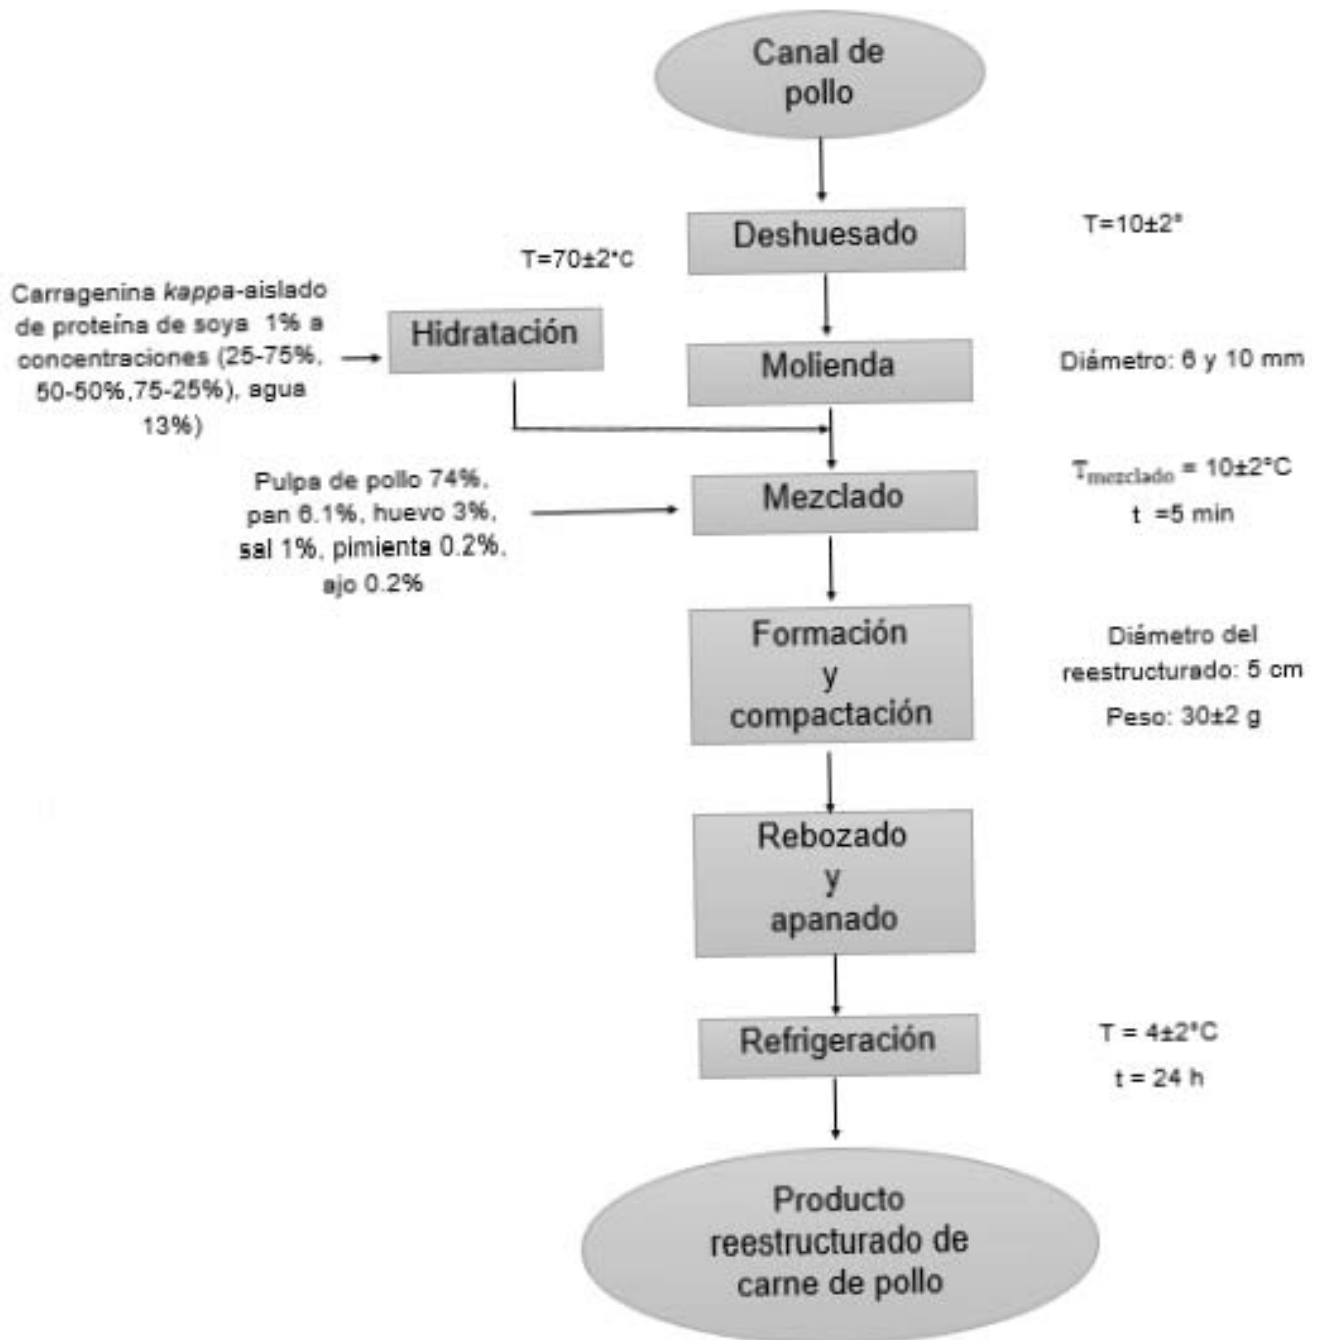 Canal de
pollo
Deshuesado
T=10±2°
T=70±2°C
Carragenina kappa-aislado
de proteína de soya 1% a
concentraciones (25-75%,
50-50%,75-25%), agua
13%)
Hidratación
Molienda
Diámetro: 6 y 10 mm
Pulpa de pollo 74%,
pan 6.1%, huevo 3%,
sal 1%, pimienta 0.2%,
ajo 0.2%
Mezclado
Tmezclado = 10±2°C
t =5 min
Formación
y
compactación
Diámetro del
reestructurado: 5 cm
Peso: 30±2 g
Rebozado
y
apanado
Refrigeración
T = 4±2°C
t = 24 h
Producto
reestructurado de
carne de pollo